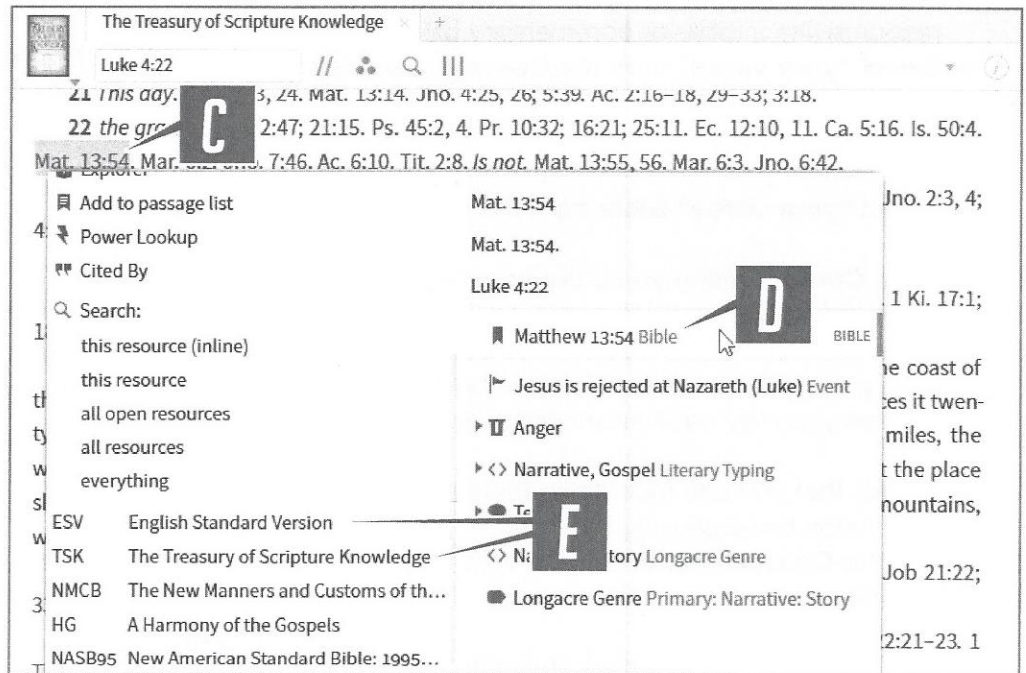 The Treasury of Scripture Knowledge × +
Luke 4:22
21 This day. 3, 24. Mat. 13:14. Jno. 4:25, 26; 5:39. Ac. 2:16–18, 29–33; 3:18.
22 the gra 2:47; 21:15. Ps. 45:2, 4. Pr. 10:32; 16:21; 25:11. Ec. 12:10, 11. Ca. 5:16. Is. 50:4.
C
Mat. 13:54. Mar. 7:46. Ac. 6:10. Tit. 2:8. Is not. Mat. 13:55, 56. Mar. 6:3. Jno. 6:42.
Explorer
Add to passage list
Power Lookup
Cited By
Search:
this resource (inline)
this resource
all open resources
all resources
everything
ESV English Standard Version
TSK The Treasury of Scripture Knowledge
NMCB The New Manners and Customs of th...
HG A Harmony of the Gospels
NASB95 New American Standard Bible: 1995...
Mat. 13:54
Mat. 13:54.
Luke 4:22
D
Matthew 13:54 Bible BIBLE
Jesus is rejected at Nazareth (Luke) Event
Anger
Narrative, Gospel Literary Typing
E
tory Longacre Genre
Longacre Genre Primary: Narrative: Story
Jno. 2:3, 4;
1 Ki. 17:1;
he coast of
ces it twen-
miles, the
t the place
mountains,
Job 21:22;
2:21–23. 1